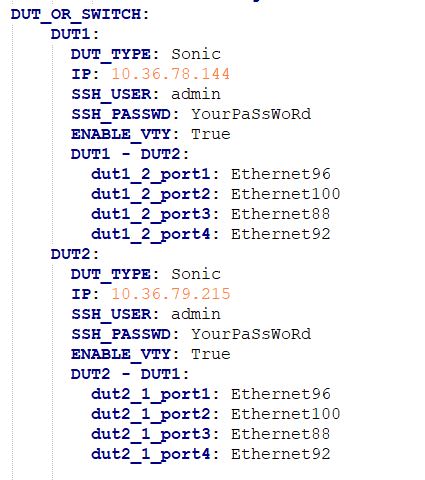 DUT_OR_SWITCH:
DUT1:
DUT_TYPE: Sonic
IP: 10.36.78.144
SSH_USER: admin
SSH_PASSWD: YourPaSsWoRd
ENABLE_VTY: True
DUT1 - DUT2:
dut1_2_port1: Ethernet96
dut1_2_port2: Ethernet100
dut1_2_port3: Ethernet88
dut1_2_port4: Ethernet92
DUT2:
DUT_TYPE: Sonic
IP: 10.36.79.215
SSH_USER: admin
SSH_PASSWD: YourPaSsWoRd
ENABLE_VTY: True
DUT2 - DUT1:
dut2_1_port1: Ethernet96
dut2_1_port2: Ethernet100
dut2_1_port3: Ethernet88
dut2_1_port4: Ethernet92